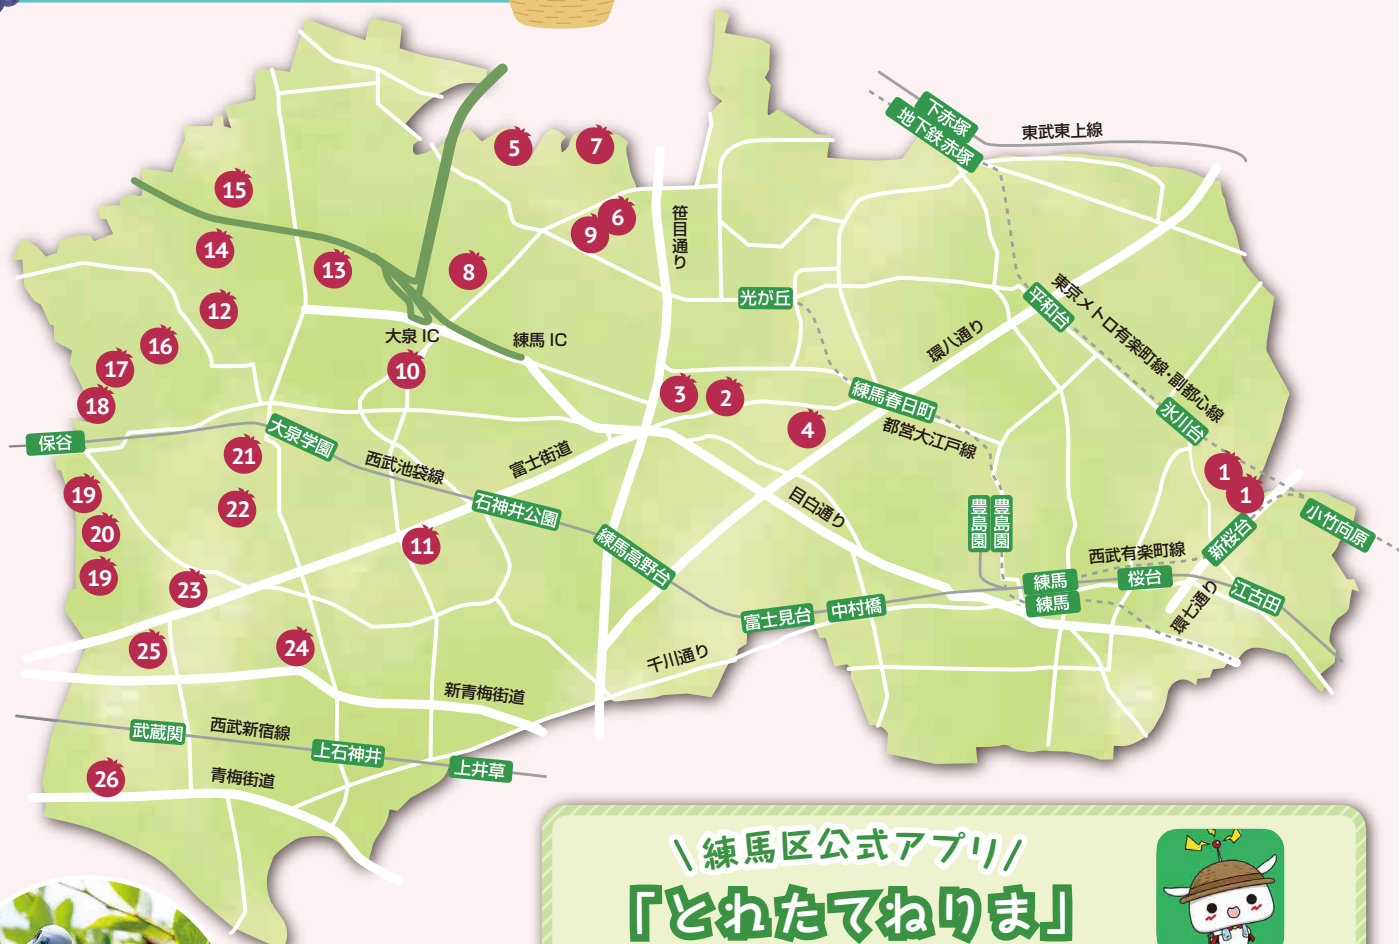 下赤塚
地下鉄赤塚
東武東上線
5
7
15
6
9
笹目通り
14
13
8
光が丘
平和台
東京メトロ有楽町線・副都心線
12
大泉 IC
練馬 IC
環八通り
16
17
10
18
3
2
練馬春日町
4
都営大江戸線
氷川台
保谷
大泉学園
21
西武池袋線
富士街道
1
1
19
22
石神井公園
目白通り
豊島園
豊島園
小竹向原
20
11
練馬高野台
新桜台
西武有楽町線
19
23
練馬
桜台
練馬
江古田
環七通り
富士見台
中村橋
25
24
千川通り
新青梅街道
武蔵関
西武新宿線
上石神井
上井草
26
青梅街道
\練馬区公式アプリ/
『とれたてねりま』